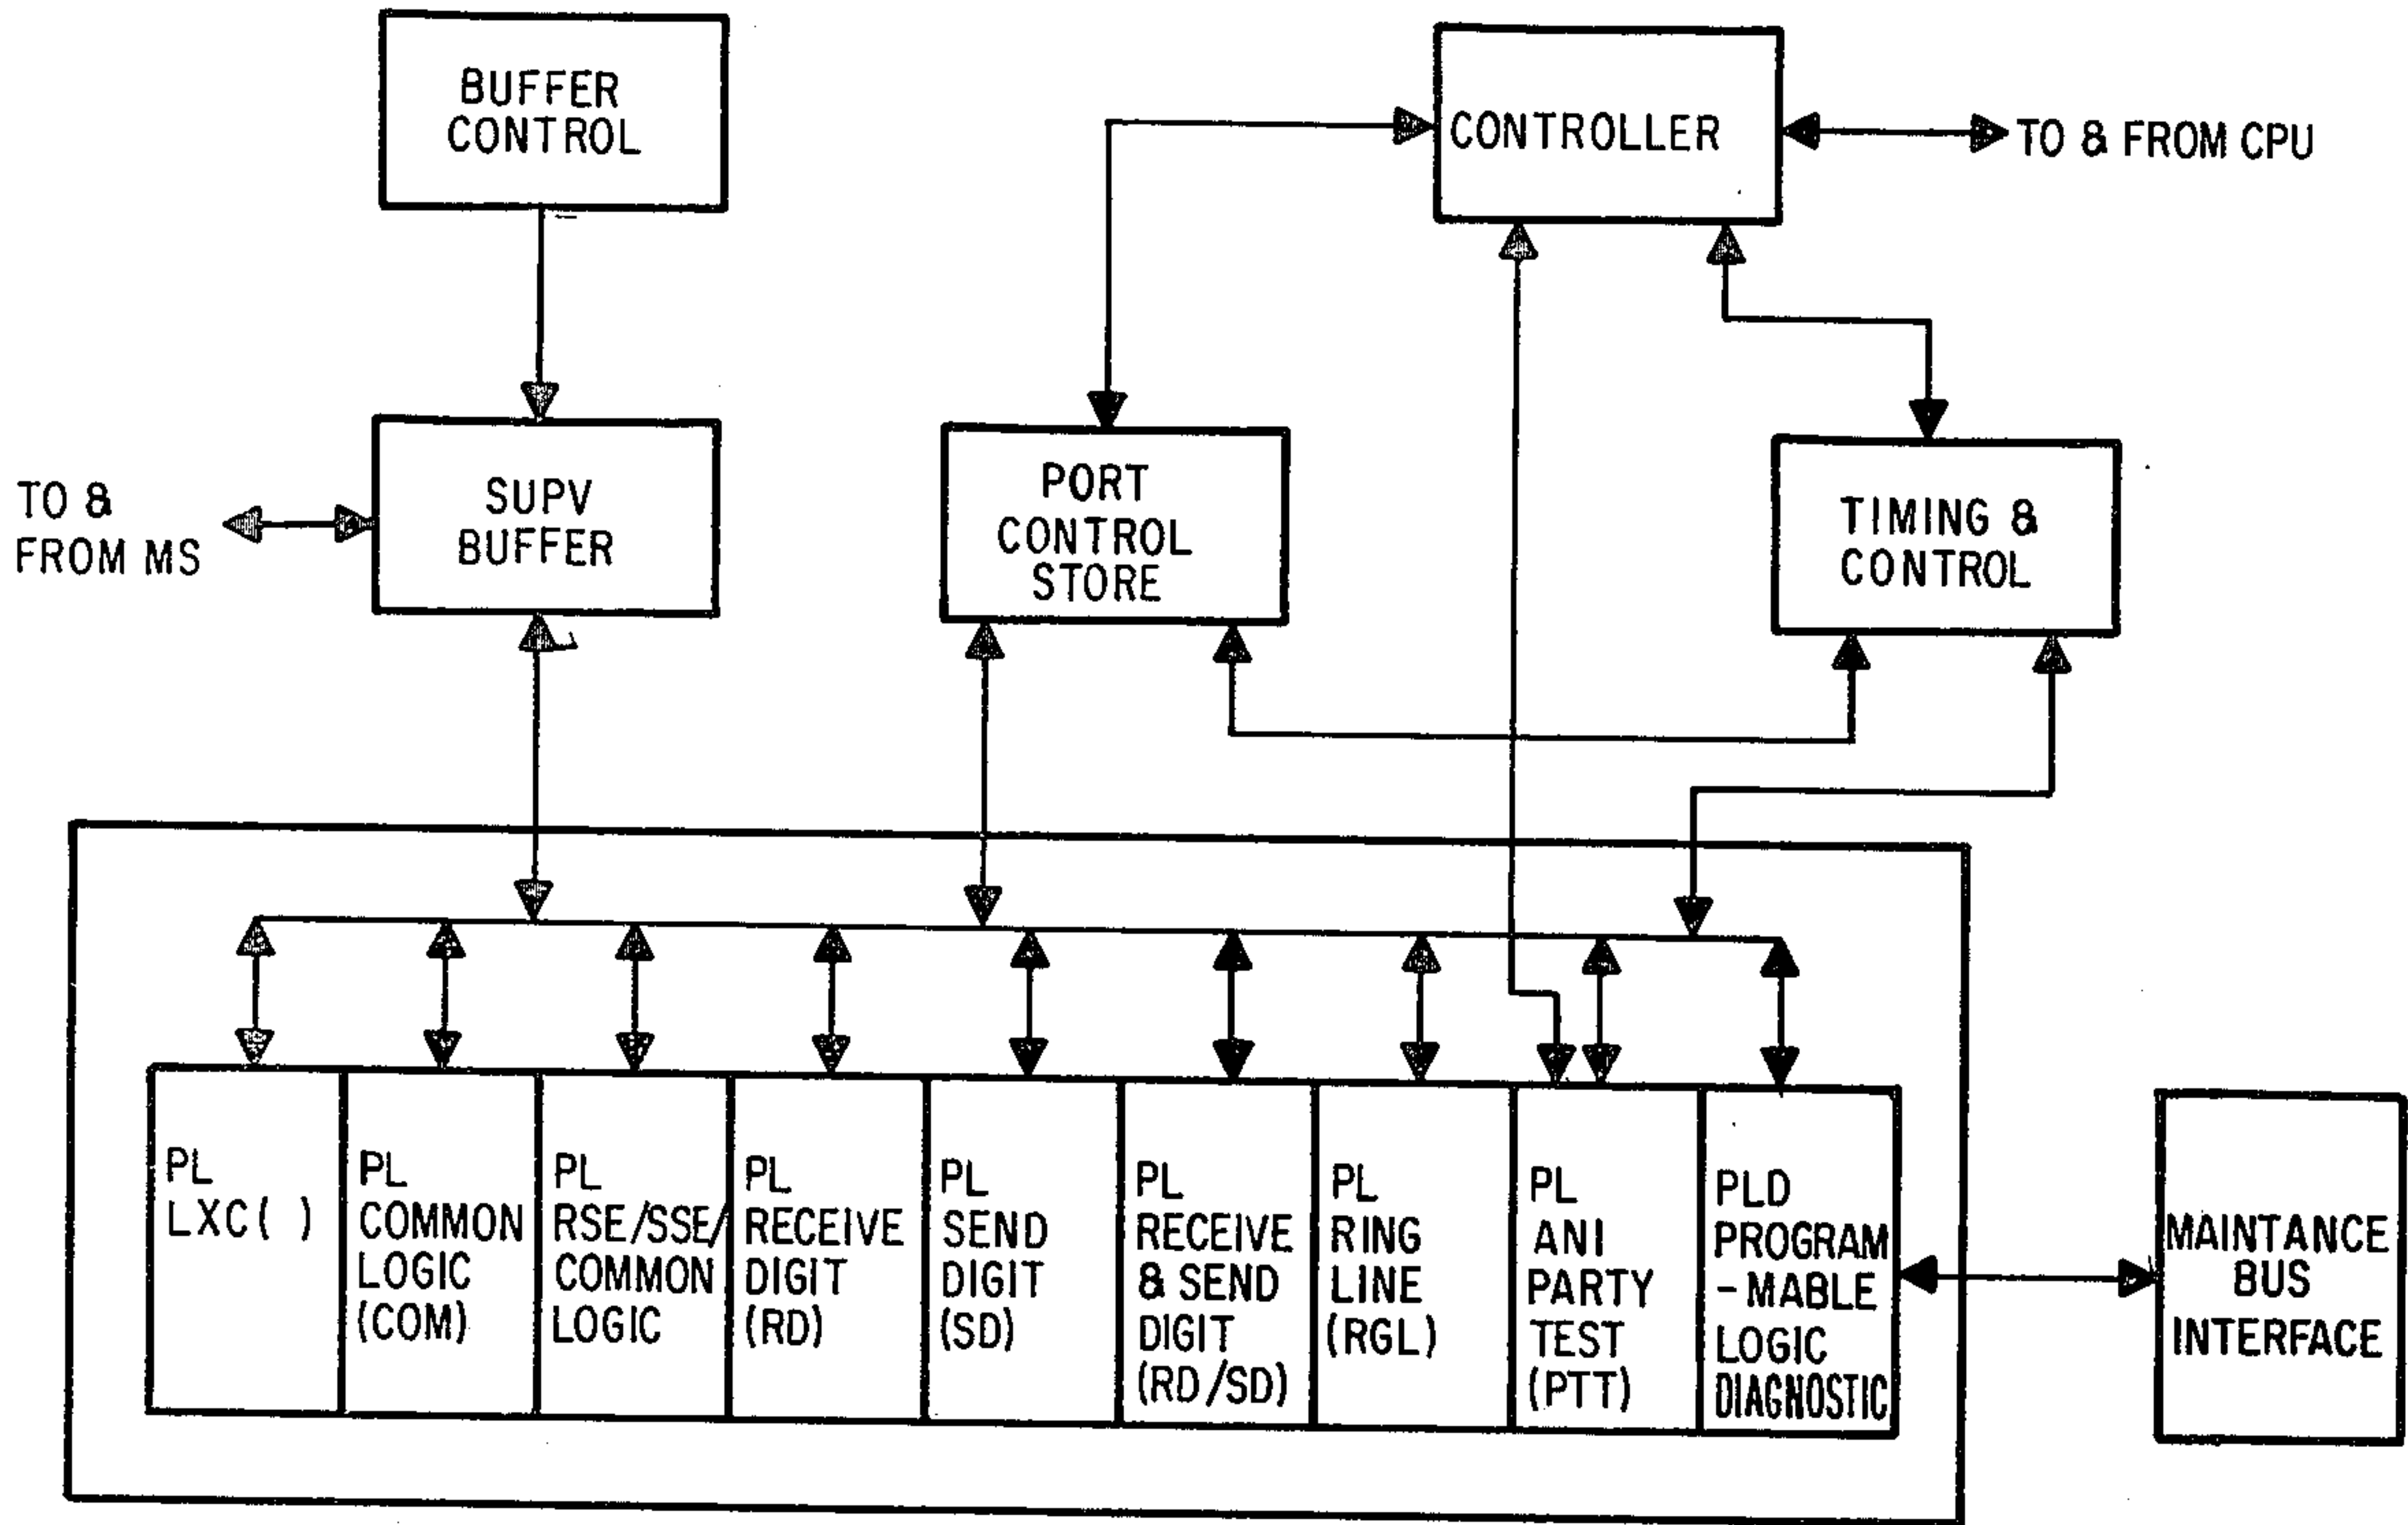 BUFFER
CONTROL
CONTROLLER
TO & FROM CPU
TO &
FROM MS
SUPV
BUFFER
PORT
CONTROL
STORE
TIMING &
CONTROL
PL
LXC( )
PL
COMMON
LOGIC
(COM)
PL
RSE/SSE/
COMMON
LOGIC
PL
RECEIVE
DIGIT
(RD)
PL
SEND
DIGIT
(SD)
PL
RECEIVE
& SEND
DIGIT
(RD/SD)
PL
RING
LINE
(RGL)
PL
ANI
PARTY
TEST
(PTT)
PLD
PROGRAM
-MABLE
LOGIC
DIAGNOSTIC
MAINTANCE
BUS
INTERFACE